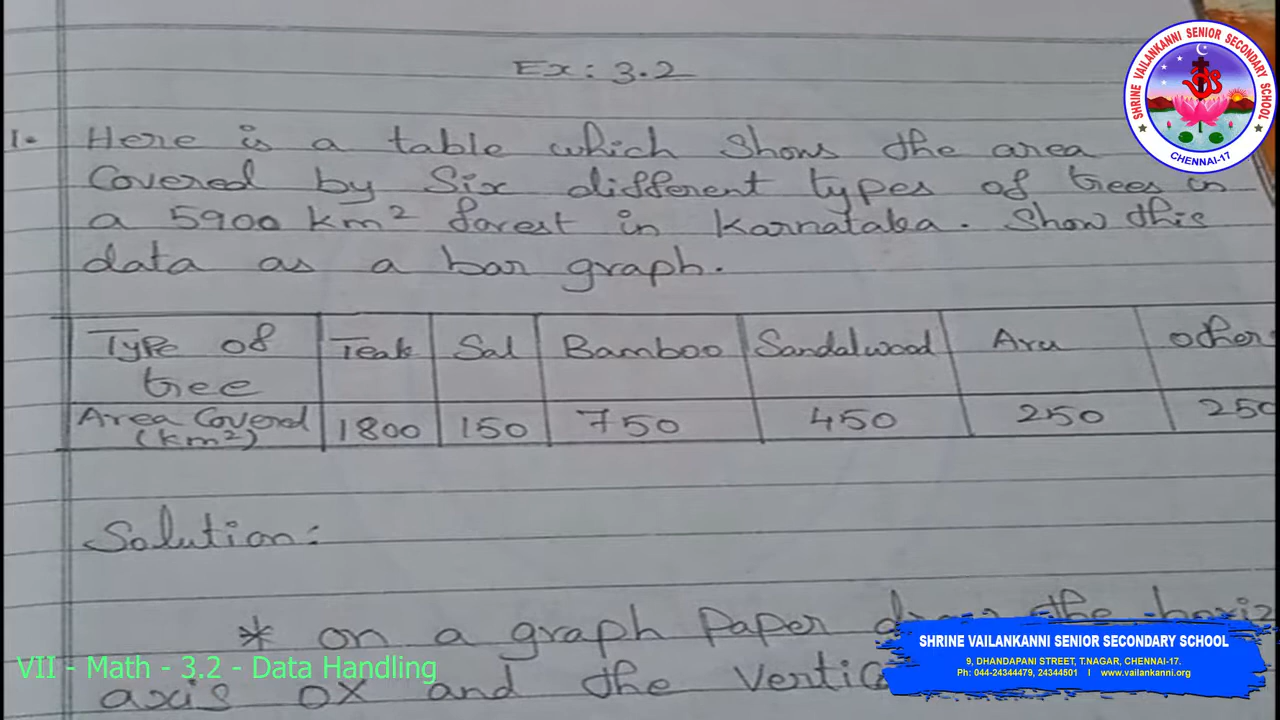 Ex: 3.2
1. Here is a table which shows the area
Covered by Six different types of trees in
a 5900 km² forest in Karnataka. Show this
data as a bar graph.
Type of tree Teak Sal Bamboo Sandalwood Aru other
Area Coverd (km²) 1800 150 750 450 250 250
Solution:
* on a graph Paper the
axis OX and the
VII - Math - 3.2 - Data Handling
SHRINE VAILANKANNI SENIOR SECONDARY SCHOOL
CHENNAI-17
SHRINE VAILANKANNI SENIOR SECONDARY SCHOOL
9, DHANDAPANI STREET, T.NAGAR, CHENNAI-17.
Ph: 044-24344479, 24344501 | www.vailankanni.org